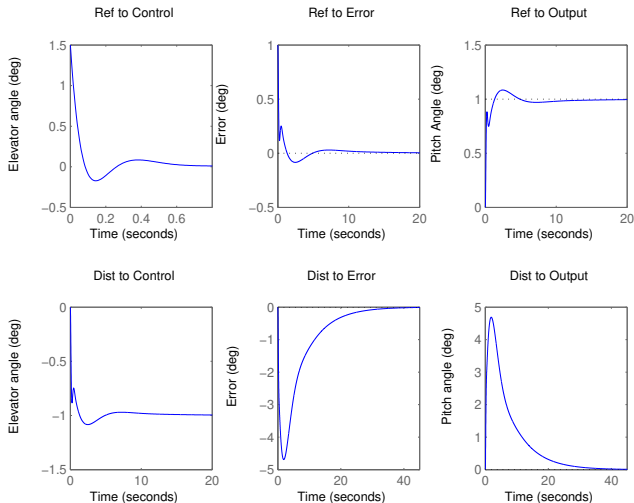 Ref to Control
Ref to Error
Ref to Output
Elevator angle (deg)
1.5
1
0.5
0
−0.5
0
0.2
0.4
0.6
Time (seconds)
Error (deg)
1
0.5
0
−0.5
0
10
20
Time (seconds)
Pitch Angle (deg)
1.5
1
0.5
0
0
10
20
Time (seconds)
Dist to Control
Dist to Error
Dist to Output
Elevator angle (deg)
0
−0.5
−1
−1.5
0
10
20
Time (seconds)
Error (deg)
0
−1
−2
−3
−4
−5
0
20
40
Time (seconds)
Pitch angle (deg)
5
4
3
2
1
0
0
20
40
Time (seconds)